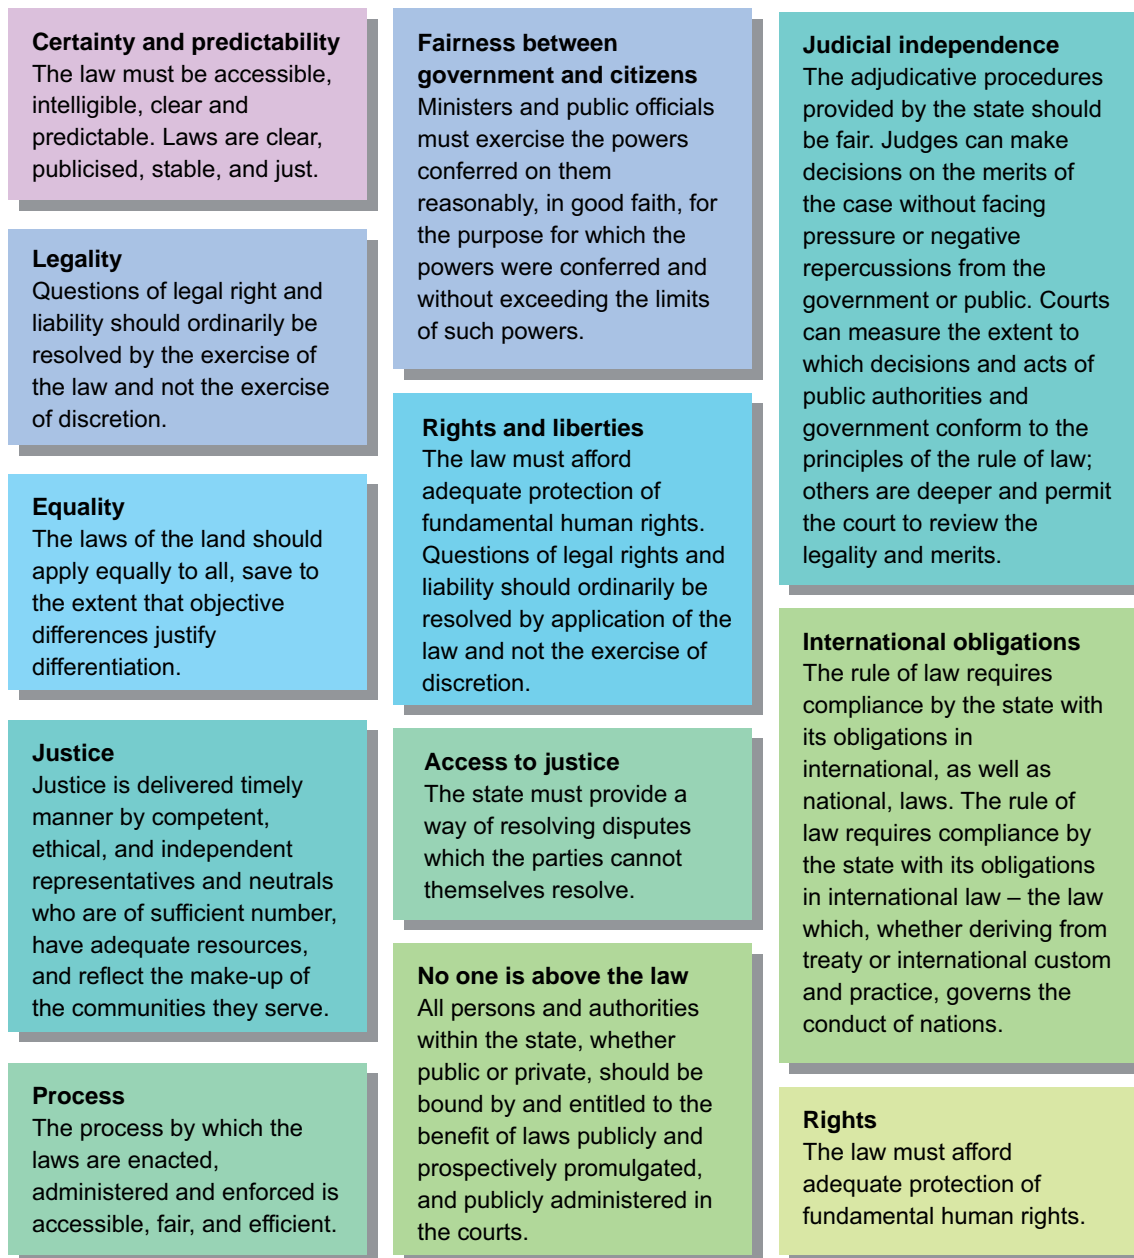 Certainty and predictability
The law must be accessible,
intelligible, clear and
predictable. Laws are clear,
publicised, stable, and just.
Legality
Questions of legal right and
liability should ordinarily be
resolved by the exercise of
the law and not the exercise
of discretion.
Equality
The laws of the land should
apply equally to all, save to
the extent that objective
differences justify
differentiation.
Justice
Justice is delivered timely
manner by competent,
ethical, and independent
representatives and neutrals
who are of sufficient number,
have adequate resources,
and reflect the make-up of
the communities they serve.
Process
The process by which the
laws are enacted,
administered and enforced is
accessible, fair, and efficient.
Fairness between
government and citizens
Ministers and public officials
must exercise the powers
conferred on them
reasonably, in good faith, for
the purpose for which the
powers were conferred and
without exceeding the limits
of such powers.
Rights and liberties
The law must afford
adequate protection of
fundamental human rights.
Questions of legal rights and
liability should ordinarily be
resolved by application of the
law and not the exercise of
discretion.
Access to justice
The state must provide a
way of resolving disputes
which the parties cannot
themselves resolve.
No one is above the law
All persons and authorities
within the state, whether
public or private, should be
bound by and entitled to the
benefit of laws publicly and
prospectively promulgated,
and publicly administered in
the courts.
Judicial independence
The adjudicative procedures
provided by the state should
be fair. Judges can make
decisions on the merits of
the case without facing
pressure or negative
repercussions from the
government or public. Courts
can measure the extent to
which decisions and acts of
public authorities and
government conform to the
principles of the rule of law;
others are deeper and permit
the court to review the
legality and merits.
International obligations
The rule of law requires
compliance by the state with
its obligations in
international, as well as
national, laws. The rule of
law requires compliance by
the state with its obligations
in international law – the law
which, whether deriving from
treaty or international custom
and practice, governs the
conduct of nations.
Rights
The law must afford
adequate protection of
fundamental human rights.